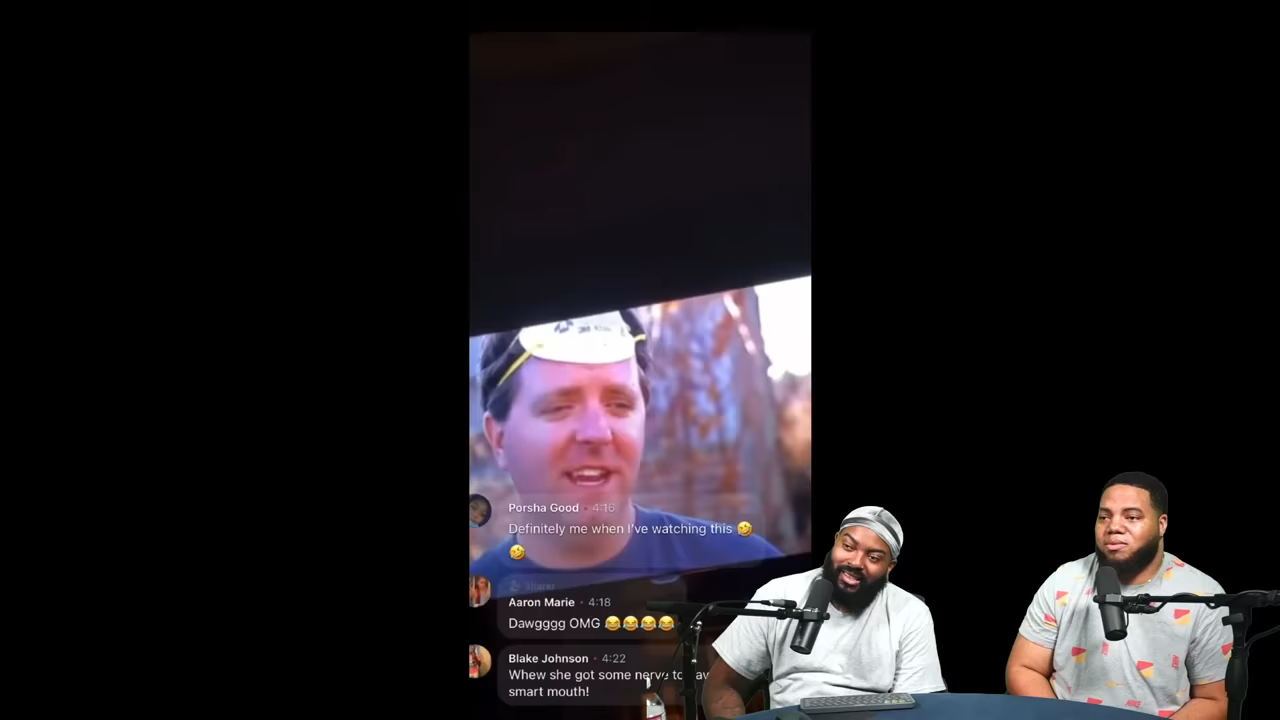 3M
Porsha Good • 4:16
Definitely me when I've watching this 🤣
🤣
Aaron Marie • 4:18
Dawgggg OMG 😂😂😂😂
Blake Johnson • 4:22
Whew she got some nerve to
smart mouth!